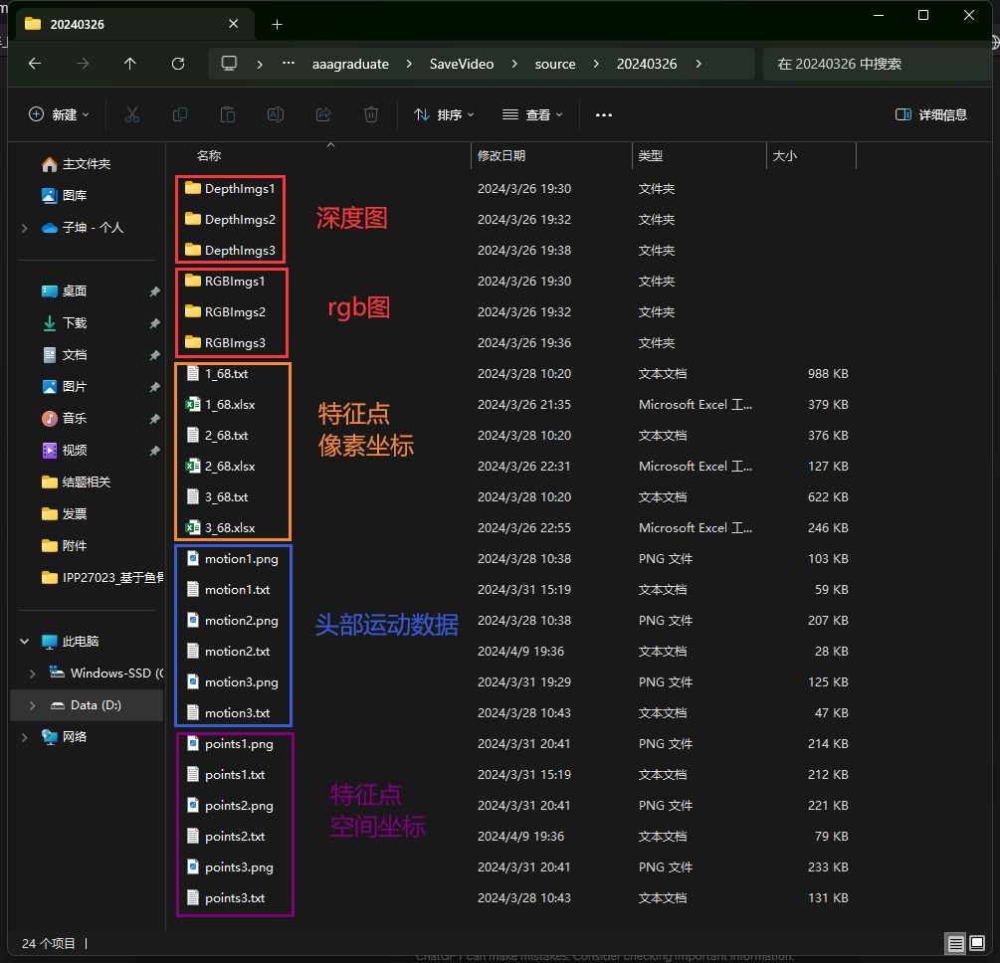 20240326
aaagraduate
SaveVideo
source
20240326
在 20240326 中搜索
新建
排序
查看
详细信息
名称
修改日期
类型
大小
主文件夹
图库
子坤 - 个人
桌面
下载
文档
图片
音乐
视频
结题相关
发票
附件
IPP27023_基于鱼骨
此电脑
Windows-SSD (C
Data (D:)
网络
DepthImgs1 2024/3/26 19:30 文件夹
DepthImgs2 2024/3/26 19:32 文件夹
DepthImgs3 2024/3/26 19:38 文件夹
深度图
RGBImgs1 2024/3/26 19:30 文件夹
RGBImgs2 2024/3/26 19:32 文件夹
RGBImgs3 2024/3/26 19:36 文件夹
rgb图
1_68.txt 2024/3/28 10:20 文本文档 988 KB
1_68.xlsx 2024/3/26 21:35 Microsoft Excel 工... 379 KB
2_68.txt 2024/3/28 10:20 文本文档 376 KB
2_68.xlsx 2024/3/26 22:31 Microsoft Excel 工... 127 KB
3_68.txt 2024/3/28 10:20 文本文档 622 KB
3_68.xlsx 2024/3/26 22:55 Microsoft Excel 工... 246 KB
特征点
像素坐标
motion1.png 2024/3/28 10:38 PNG 文件 103 KB
motion1.txt 2024/3/31 15:19 文本文档 59 KB
motion2.png 2024/3/28 10:38 PNG 文件 207 KB
motion2.txt 2024/4/9 19:36 文本文档 28 KB
motion3.png 2024/3/31 19:29 PNG 文件 125 KB
motion3.txt 2024/3/28 10:43 文本文档 47 KB
头部运动数据
points1.png 2024/3/31 20:41 PNG 文件 214 KB
points1.txt 2024/3/31 15:19 文本文档 212 KB
points2.png 2024/3/31 20:41 PNG 文件 221 KB
points2.txt 2024/4/9 19:36 文本文档 79 KB
points3.png 2024/3/31 20:41 PNG 文件 233 KB
points3.txt 2024/3/28 10:43 文本文档 131 KB
特征点
空间坐标
24 个项目
ChatGPT can make mistakes. Consider checking important information.